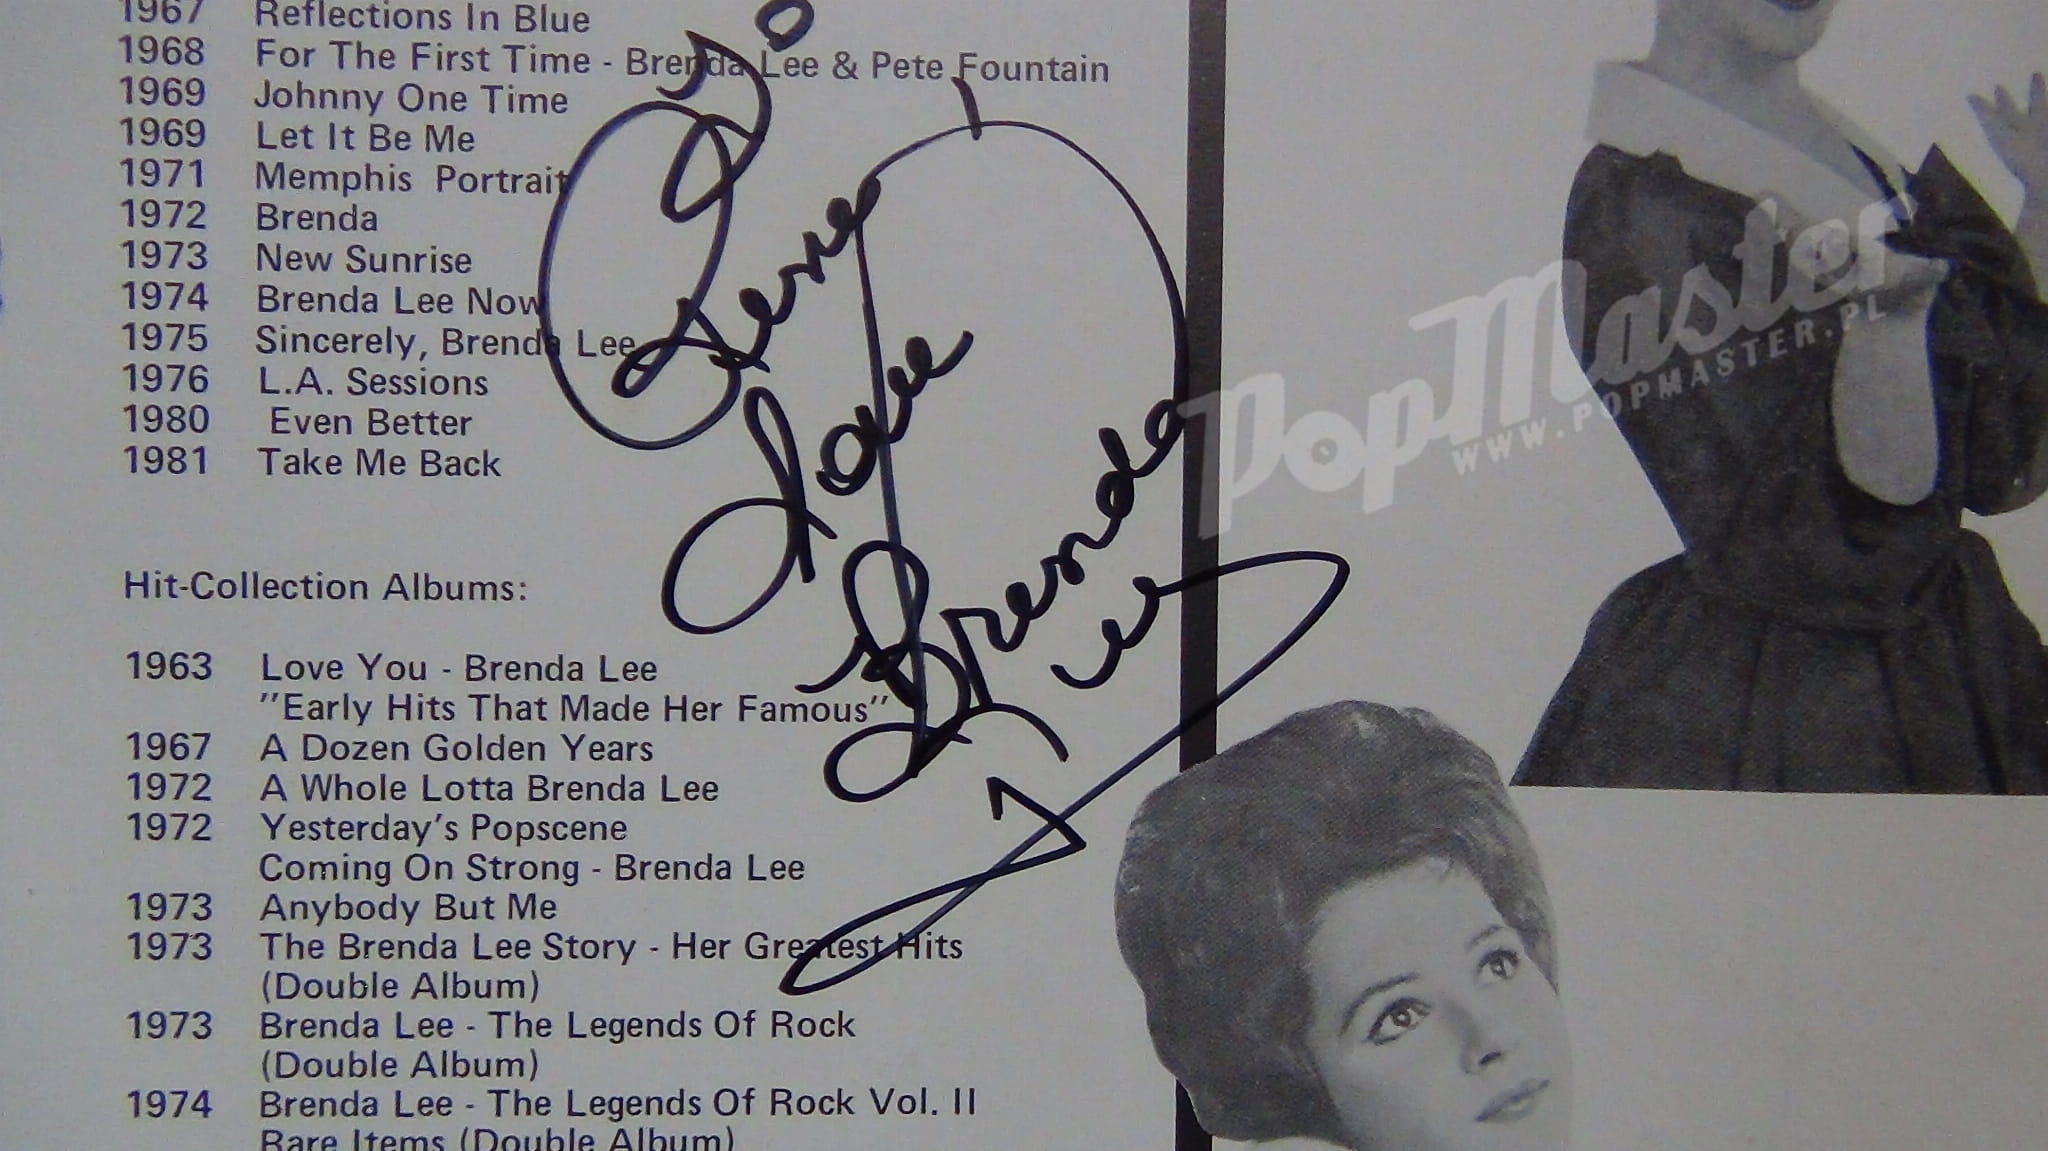 1967 Reflections In Blue
1968 For The First Time - Brenda Lee & Pete Fountain
1969 Johnny One Time
1969 Let It Be Me
1971 Memphis Portrait
1972 Brenda
1973 New Sunrise
1974 Brenda Lee Now
1975 Sincerely, Brenda Lee
1976 L.A. Sessions
1980 Even Better
1981 Take Me Back
To
Love
Brenda
Lee
Hit-Collection Albums:
1963 Love You - Brenda Lee
"Early Hits That Made Her Famous"
1967 A Dozen Golden Years
1972 A Whole Lotta Brenda Lee
1972 Yesterday's Popscene
Coming On Strong - Brenda Lee
1973 Anybody But Me
1973 The Brenda Lee Story - Her Greatest Hits
(Double Album)
1973 Brenda Lee - The Legends Of Rock
(Double Album)
1974 Brenda Lee - The Legends Of Rock Vol. II
Rare Items (Double Album)
PopMaster
WWW.POPMASTER.PL